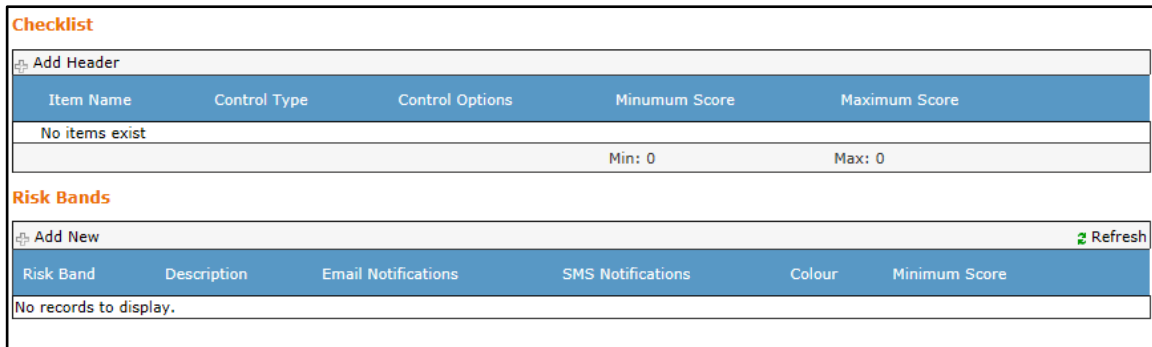 Checklist
Add Header
Item Name Control Type Control Options Minumum Score Maximum Score
No items exist
Min: 0 Max: 0
Risk Bands
Add New Refresh
Risk Band Description Email Notifications SMS Notifications Colour Minimum Score
No records to display.